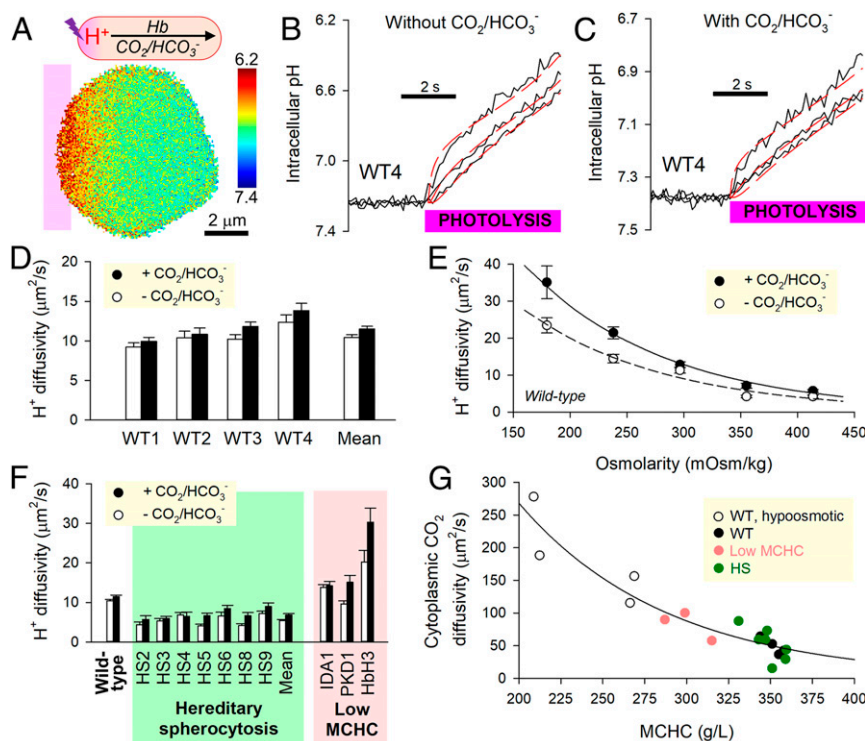 A
H⁺
Hb
CO₂/HCO₃⁻
6.2
7.4
2 μm
B
Without CO₂/HCO₃⁻
Intracellular pH
6.2
6.6
7.0
7.4
2 s
WT4
PHOTOLYSIS
C
With CO₂/HCO₃⁻
Intracellular pH
6.7
6.9
7.1
7.3
7.5
2 s
WT4
PHOTOLYSIS
D
H⁺ diffusivity (μm²/s)
20
15
10
5
0
+ CO₂/HCO₃⁻
- CO₂/HCO₃⁻
WT1 WT2 WT3 WT4 Mean
E
H⁺ diffusivity (μm²/s)
40
30
20
10
0
+ CO₂/HCO₃⁻
- CO₂/HCO₃⁻
Wild-type
150 200 250 300 350 400 450
Osmolarity (mOsm/kg)
F
H⁺ diffusivity (μm²/s)
40
30
20
10
0
+ CO₂/HCO₃⁻
- CO₂/HCO₃⁻
Wild-type
HS2 HS3 HS4 HS5 HS6 HS8 HS9 Mean
IDA1 PKD1 HbH3
Hereditary spherocytosis
Low MCHC
G
Cytoplasmic CO₂
diffusivity (μm²/s)
300
250
200
150
100
50
0
WT, hypoosmotic
WT
Low MCHC
HS
200 225 250 275 300 325 350 375 400
MCHC (g/L)